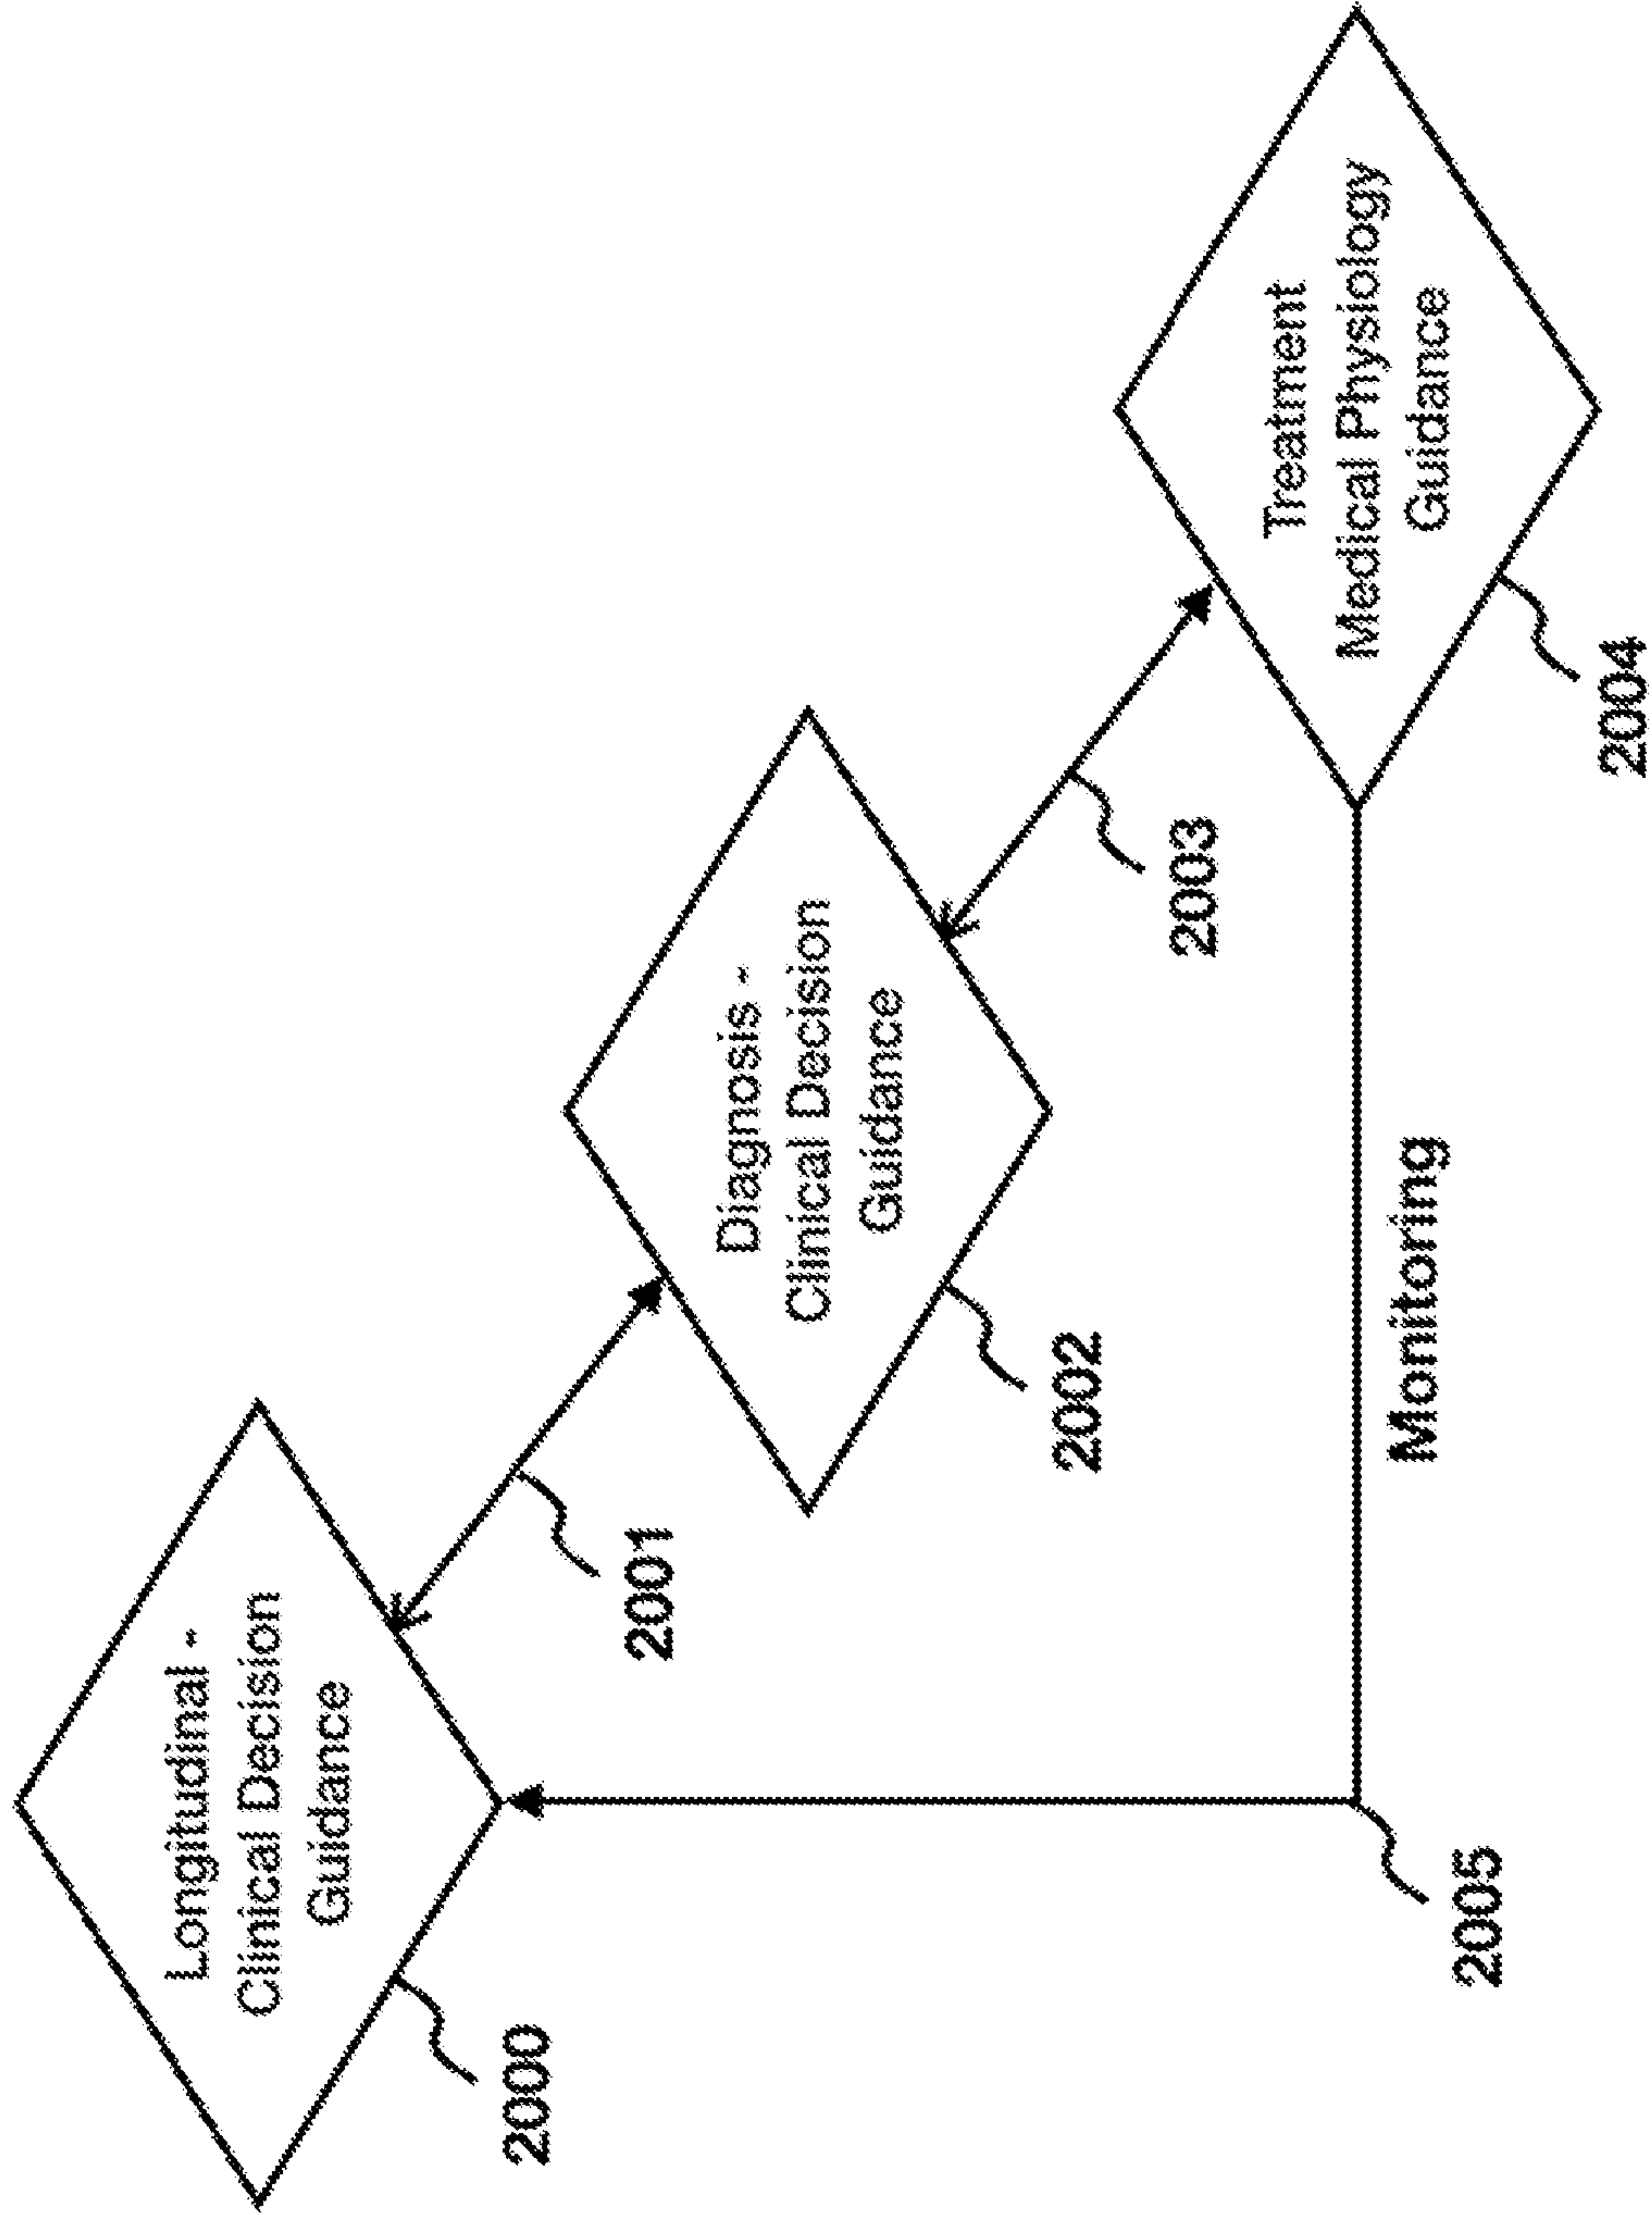 Longitudinal -
Clinical Decision
Guidance
2000
2001
Diagnosis -
Clinical Decision
Guidance
2002
2003
Treatment
Medical Physiology
Guidance
2004
Monitoring
2005